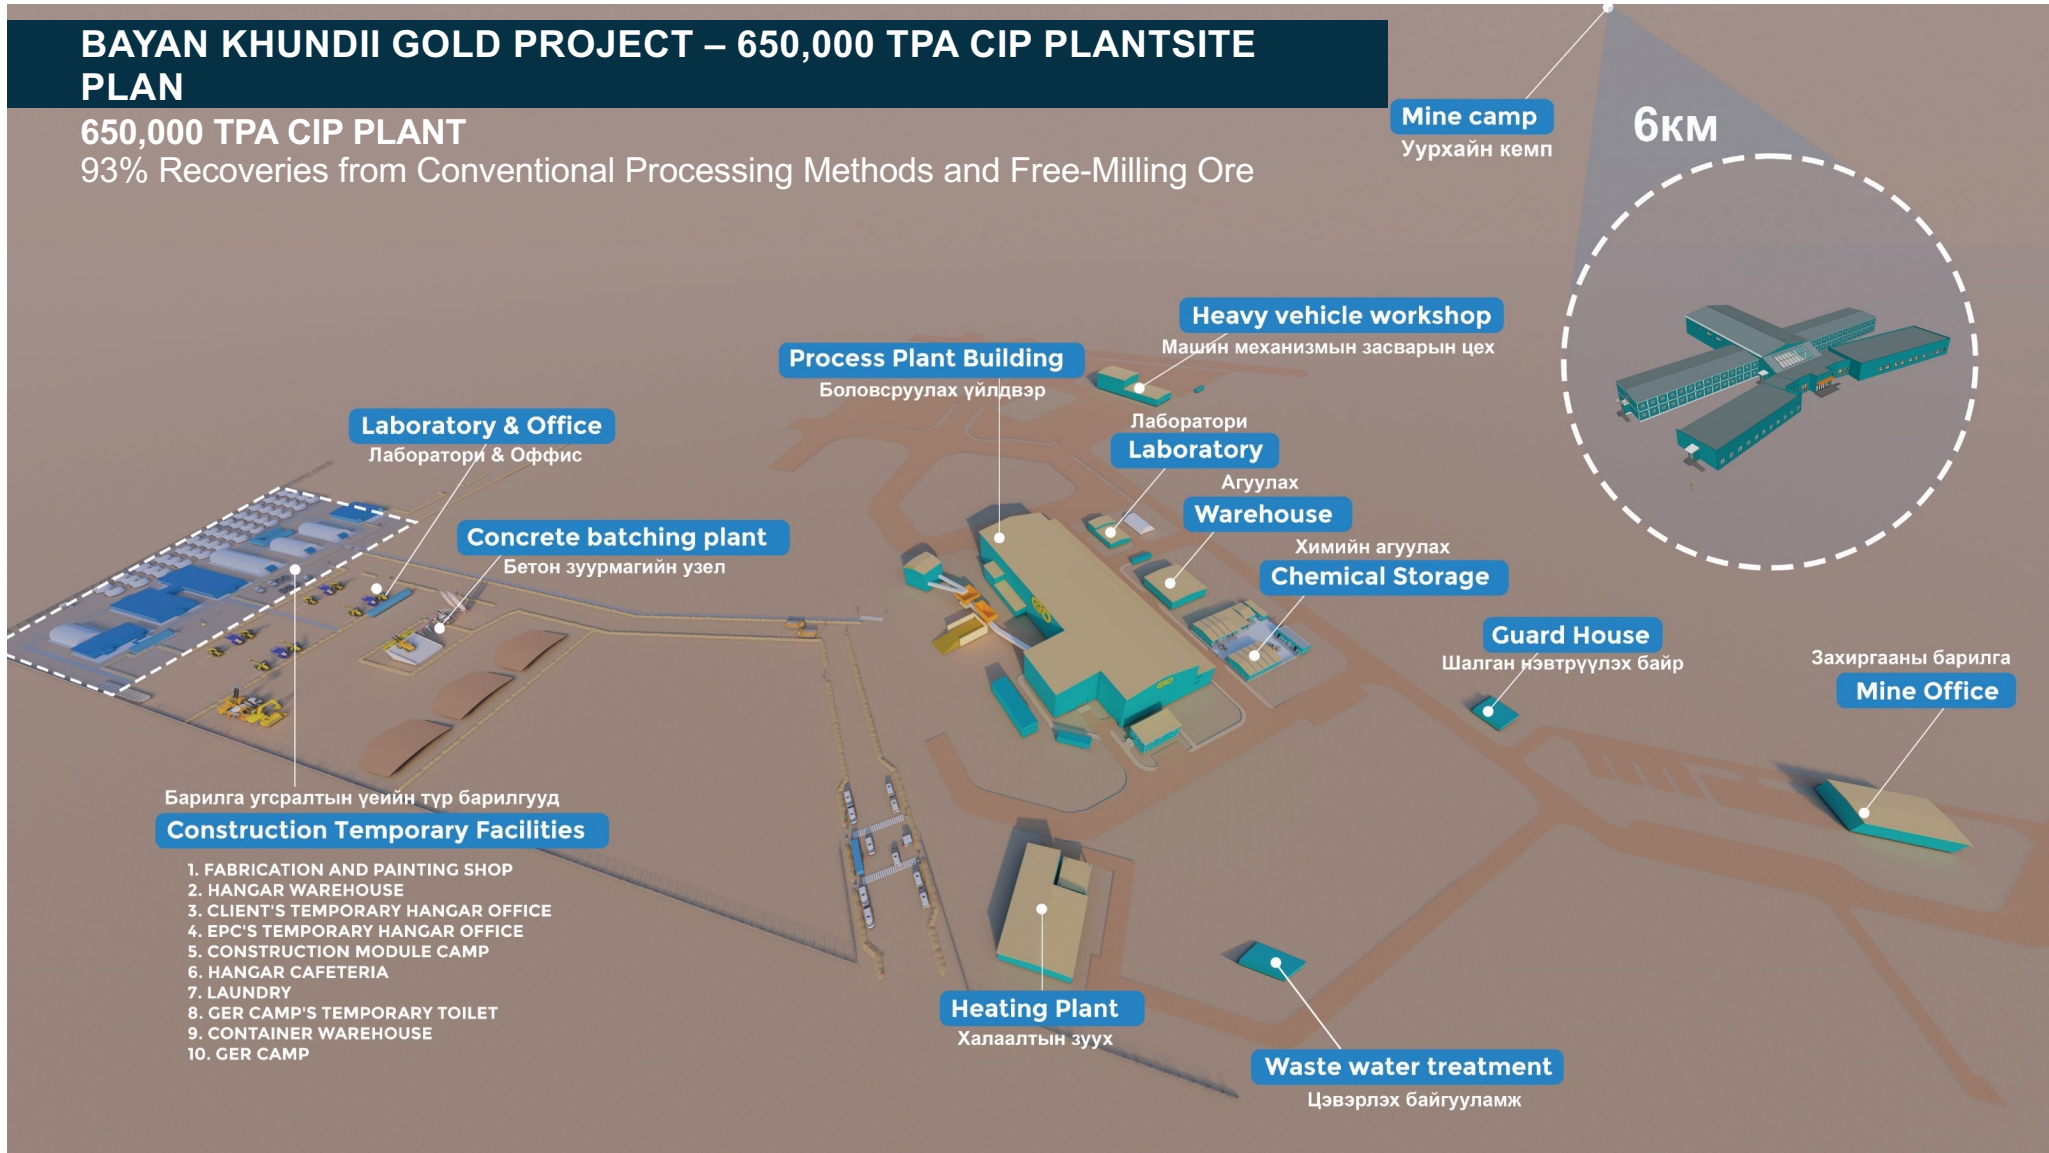 BAYAN KHUNDII GOLD PROJECT – 650,000 TPA CIP PLANTSITE
PLAN
650,000 TPA CIP PLANT
93% Recoveries from Conventional Processing Methods and Free-Milling Ore
Mine camp
Уурхайн кемп
6км
Heavy vehicle workshop
Машин механизмын засварын цех
Process Plant Building
Боловсруулах үйлдвэр
Laboratory & Office
Лаборатори & Оффис
Лаборатори
Laboratory
Агуулах
Warehouse
Concrete batching plant
Бетон зуурмагийн узел
Химийн агуулах
Chemical Storage
Guard House
Шалган нэвтрүүлэх байр
Захиргааны барилга
Mine Office
Барилга угсралтын үеийн түр барилгууд
Construction Temporary Facilities
1. FABRICATION AND PAINTING SHOP
2. HANGAR WAREHOUSE
3. CLIENT'S TEMPORARY HANGAR OFFICE
4. EPC'S TEMPORARY HANGAR OFFICE
5. CONSTRUCTION MODULE CAMP
6. HANGAR CAFETERIA
7. LAUNDRY
8. GER CAMP'S TEMPORARY TOILET
9. CONTAINER WAREHOUSE
10. GER CAMP
Heating Plant
Халаалтын зуух
Waste water treatment
Цэвэрлэх байгууламж